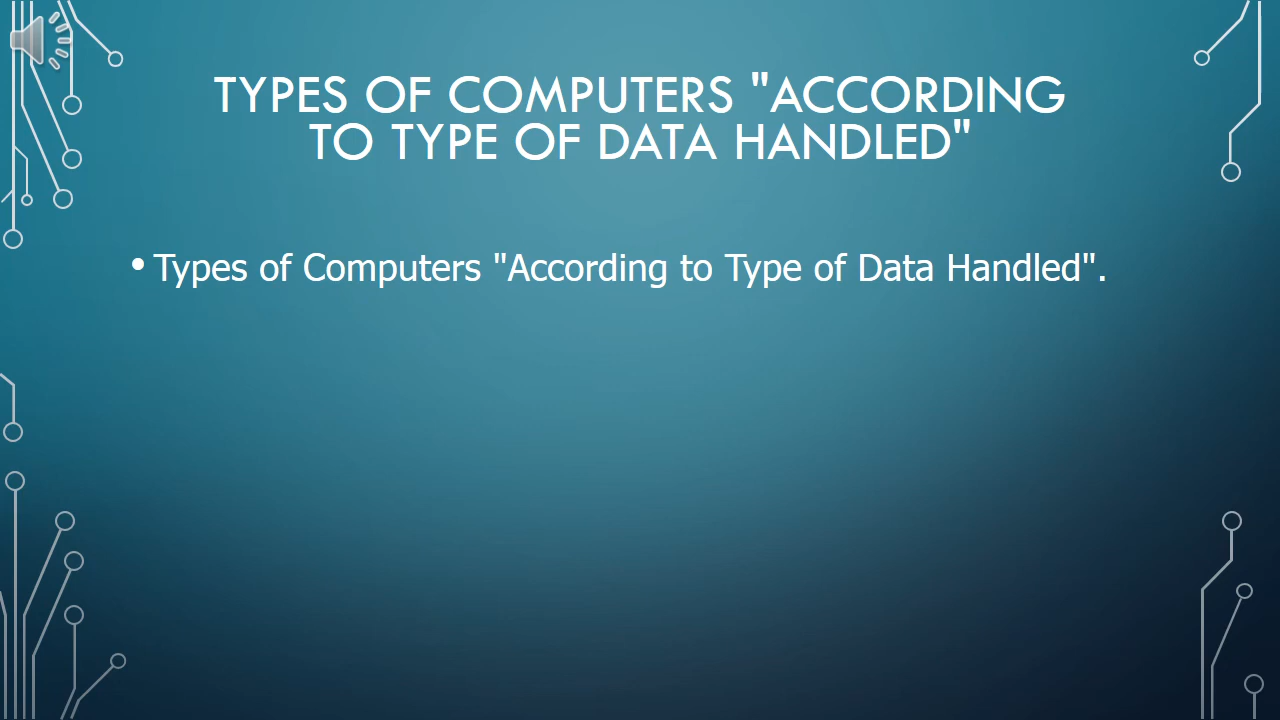 TYPES OF COMPUTERS "ACCORDING
TO TYPE OF DATA HANDLED"
• Types of Computers "According to Type of Data Handled".